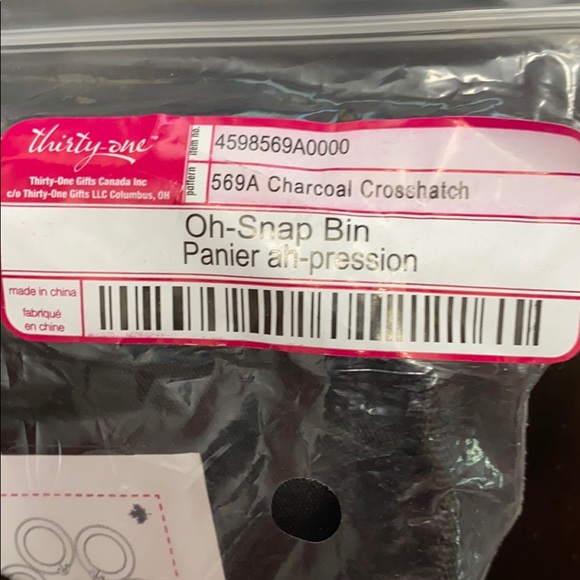 thirty-one™
item no.
4598569A0000
Thirty-One Gifts Canada Inc
c/o Thirty-One Gifts LLC Columbus, OH
pattern
569A Charcoal Crosshatch
Oh-Snap Bin
Panier ah-pression
made in china
fabriqué
en chine